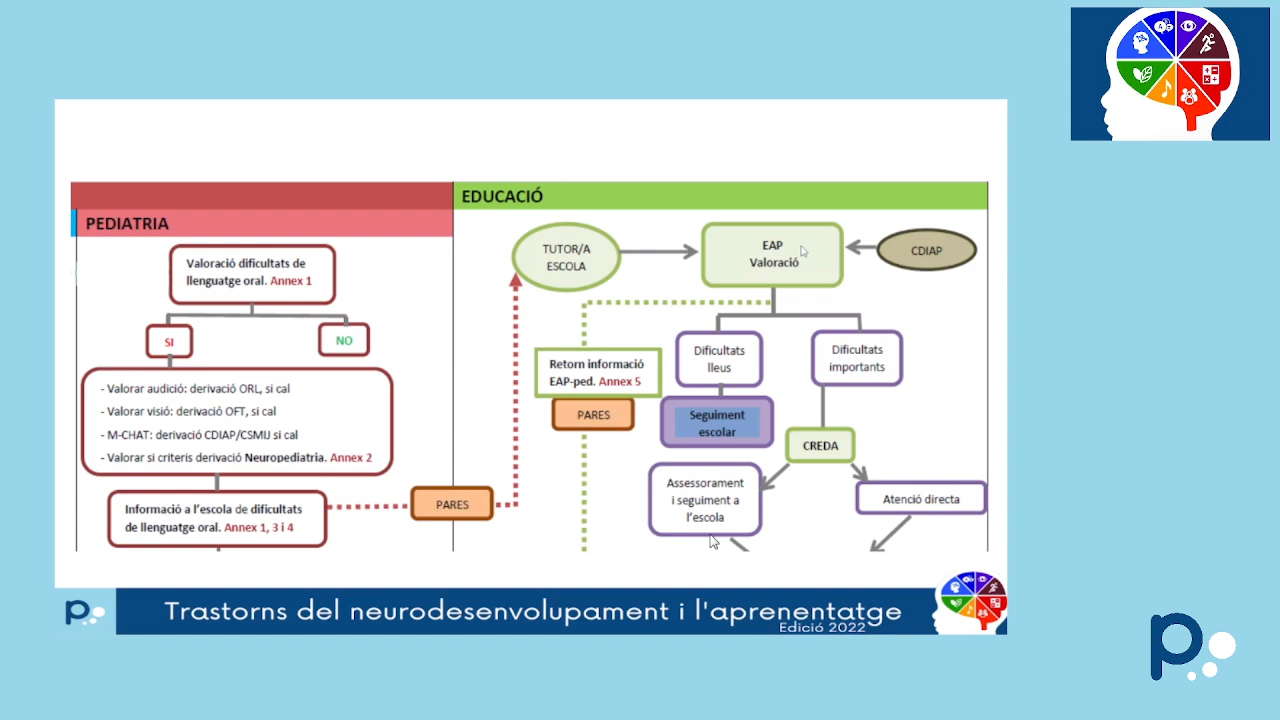 EDUCACIÓ
PEDIATRIA
Valoració dificultats de
llenguatge oral. Annex 1
SI
NO
- Valorar audició: derivació ORL, si cal
- Valorar visió: derivació OFT, si cal
- M-CHAT: derivació CDIAP/CSMIJ si cal
- Valorar si criteris derivació Neuropediatria. Annex 2
Informació a l'escola de dificultats
de llenguatge oral. Annex 1, 3 i 4
PARES
TUTOR/A
ESCOLA
EAP
Valoració
CDIAP
Retorn informació
EAP-ped. Annex 5
PARES
Dificultats
lleus
Dificultats
importants
Seguiment
escolar
CREDA
Assessorament
i seguiment a
l'escola
Atenció directa
p
Trastorns del neurodesenvolupament i l'aprenentatge
Edició 2022
p